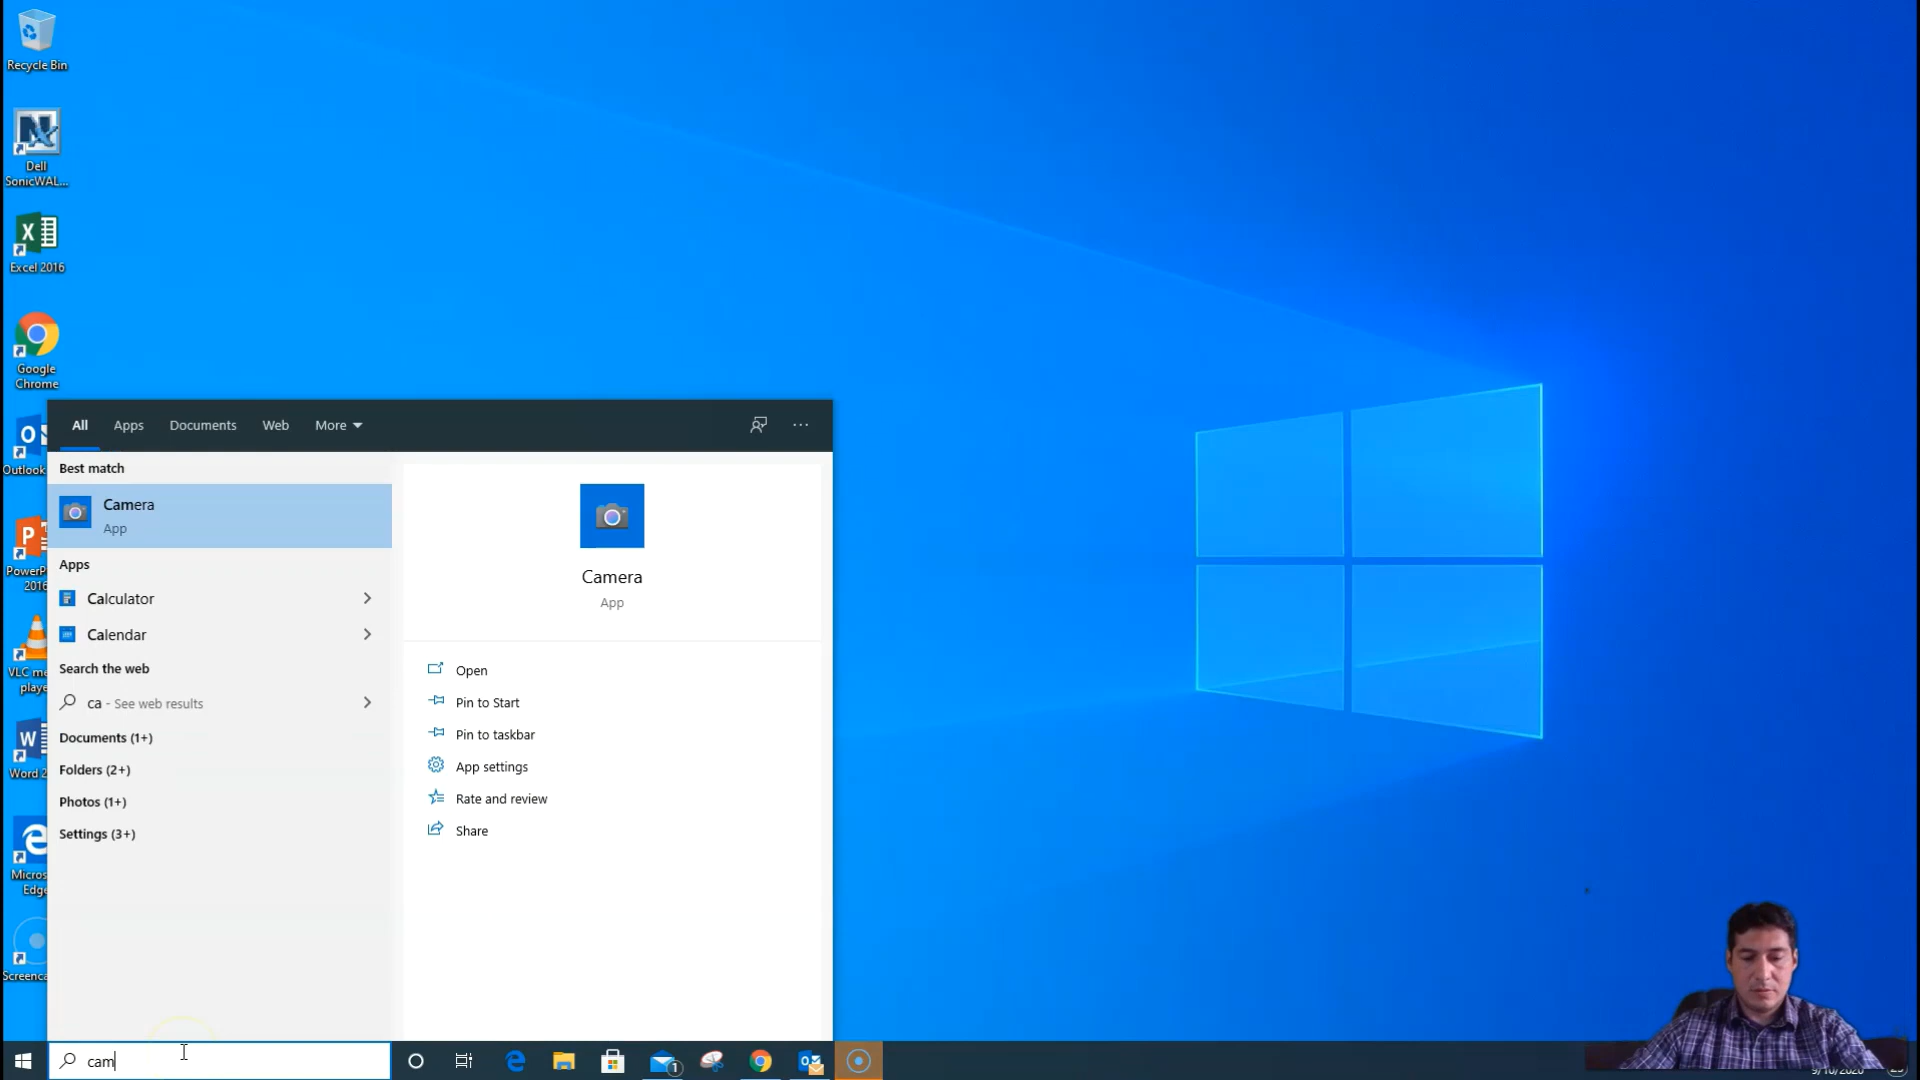 Recycle Bin
Dell
SonicWAL...
Excel 2016
Google
Chrome
Outlook
PowerP
2016
VLC me
playe
Word 2
Micros
Edge
Screenca
All
Apps
Documents
Web
More
Best match
Camera
App
Apps
Calculator
Calendar
Search the web
ca - See web results
Documents (1+)
Folders (2+)
Photos (1+)
Settings (3+)
Camera
App
Open
Pin to Start
Pin to taskbar
App settings
Rate and review
Share
cam
1